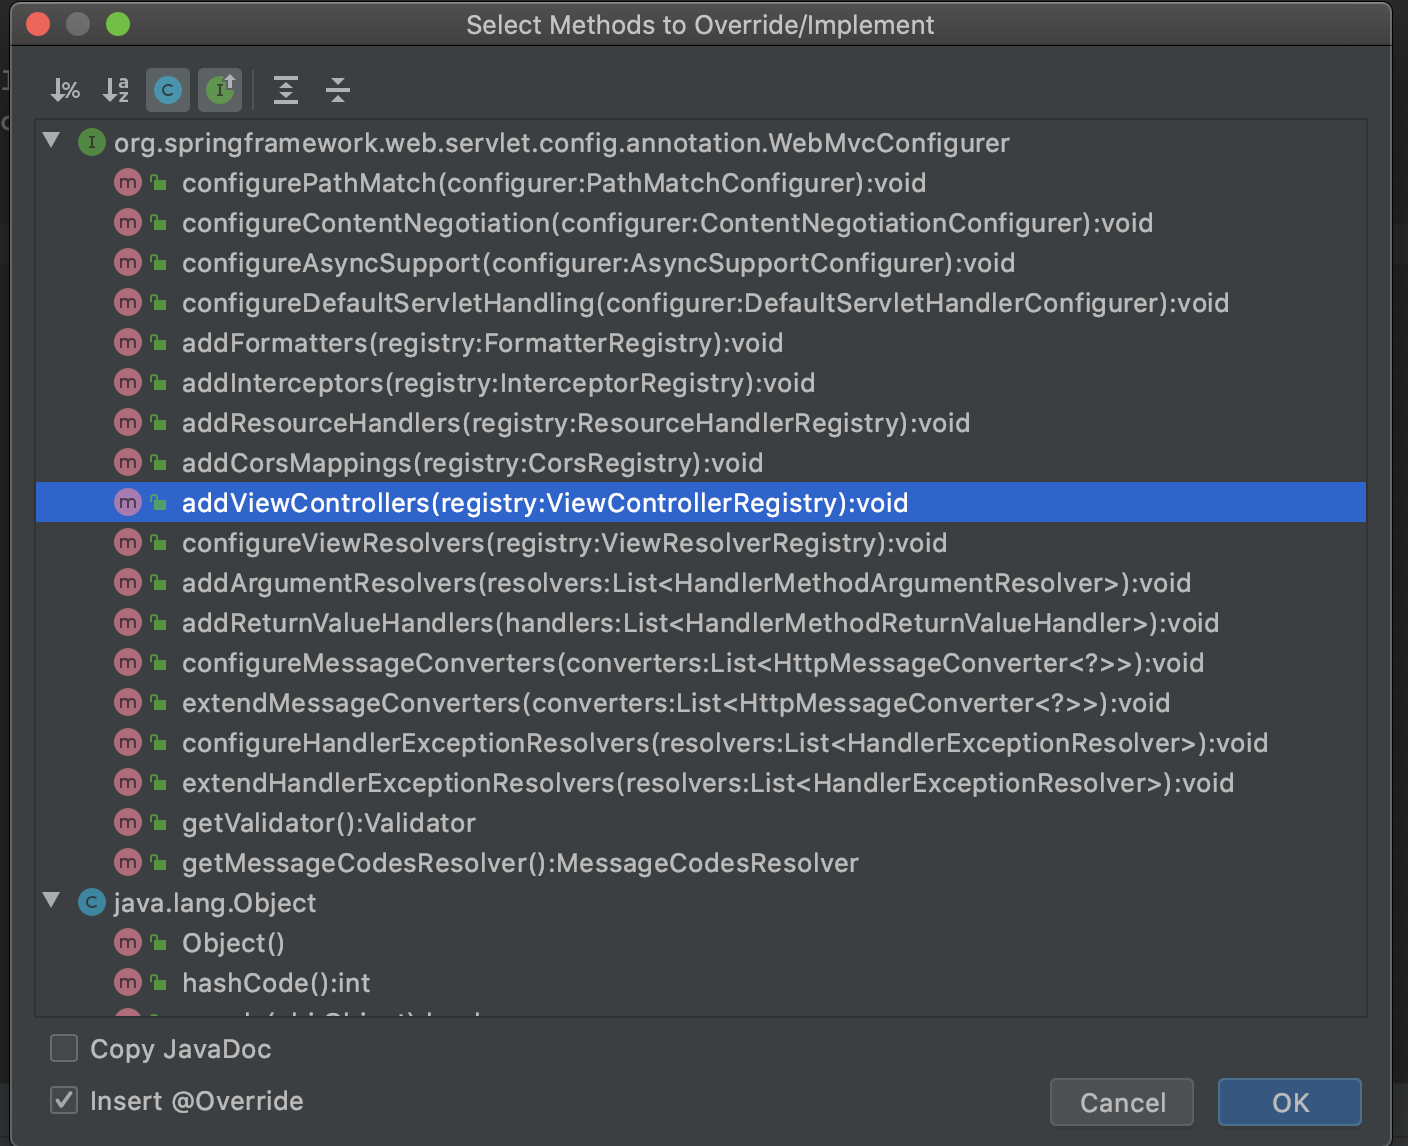 Select Methods to Override/Implement
org.springframework.web.servlet.config.annotation.WebMvcConfigurer
configurePathMatch(configurer:PathMatchConfigurer):void
configureContentNegotiation(configurer:ContentNegotiationConfigurer):void
configureAsyncSupport(configurer:AsyncSupportConfigurer):void
configureDefaultServletHandling(configurer:DefaultServletHandlerConfigurer):void
addFormatters(registry:FormatterRegistry):void
addInterceptors(registry:InterceptorRegistry):void
addResourceHandlers(registry:ResourceHandlerRegistry):void
addCorsMappings(registry:CorsRegistry):void
addViewControllers(registry:ViewControllerRegistry):void
configureViewResolvers(registry:ViewResolverRegistry):void
addArgumentResolvers(resolvers:List<HandlerMethodArgumentResolver>):void
addReturnValueHandlers(handlers:List<HandlerMethodReturnValueHandler>):void
configureMessageConverters(converters:List<HttpMessageConverter<?>>):void
extendMessageConverters(converters:List<HttpMessageConverter<?>>):void
configureHandlerExceptionResolvers(resolvers:List<HandlerExceptionResolver>):void
extendHandlerExceptionResolvers(resolvers:List<HandlerExceptionResolver>):void
getValidator():Validator
getMessageCodesResolver():MessageCodesResolver
java.lang.Object
Object()
hashCode():int
Copy JavaDoc
Insert @Override
Cancel
OK